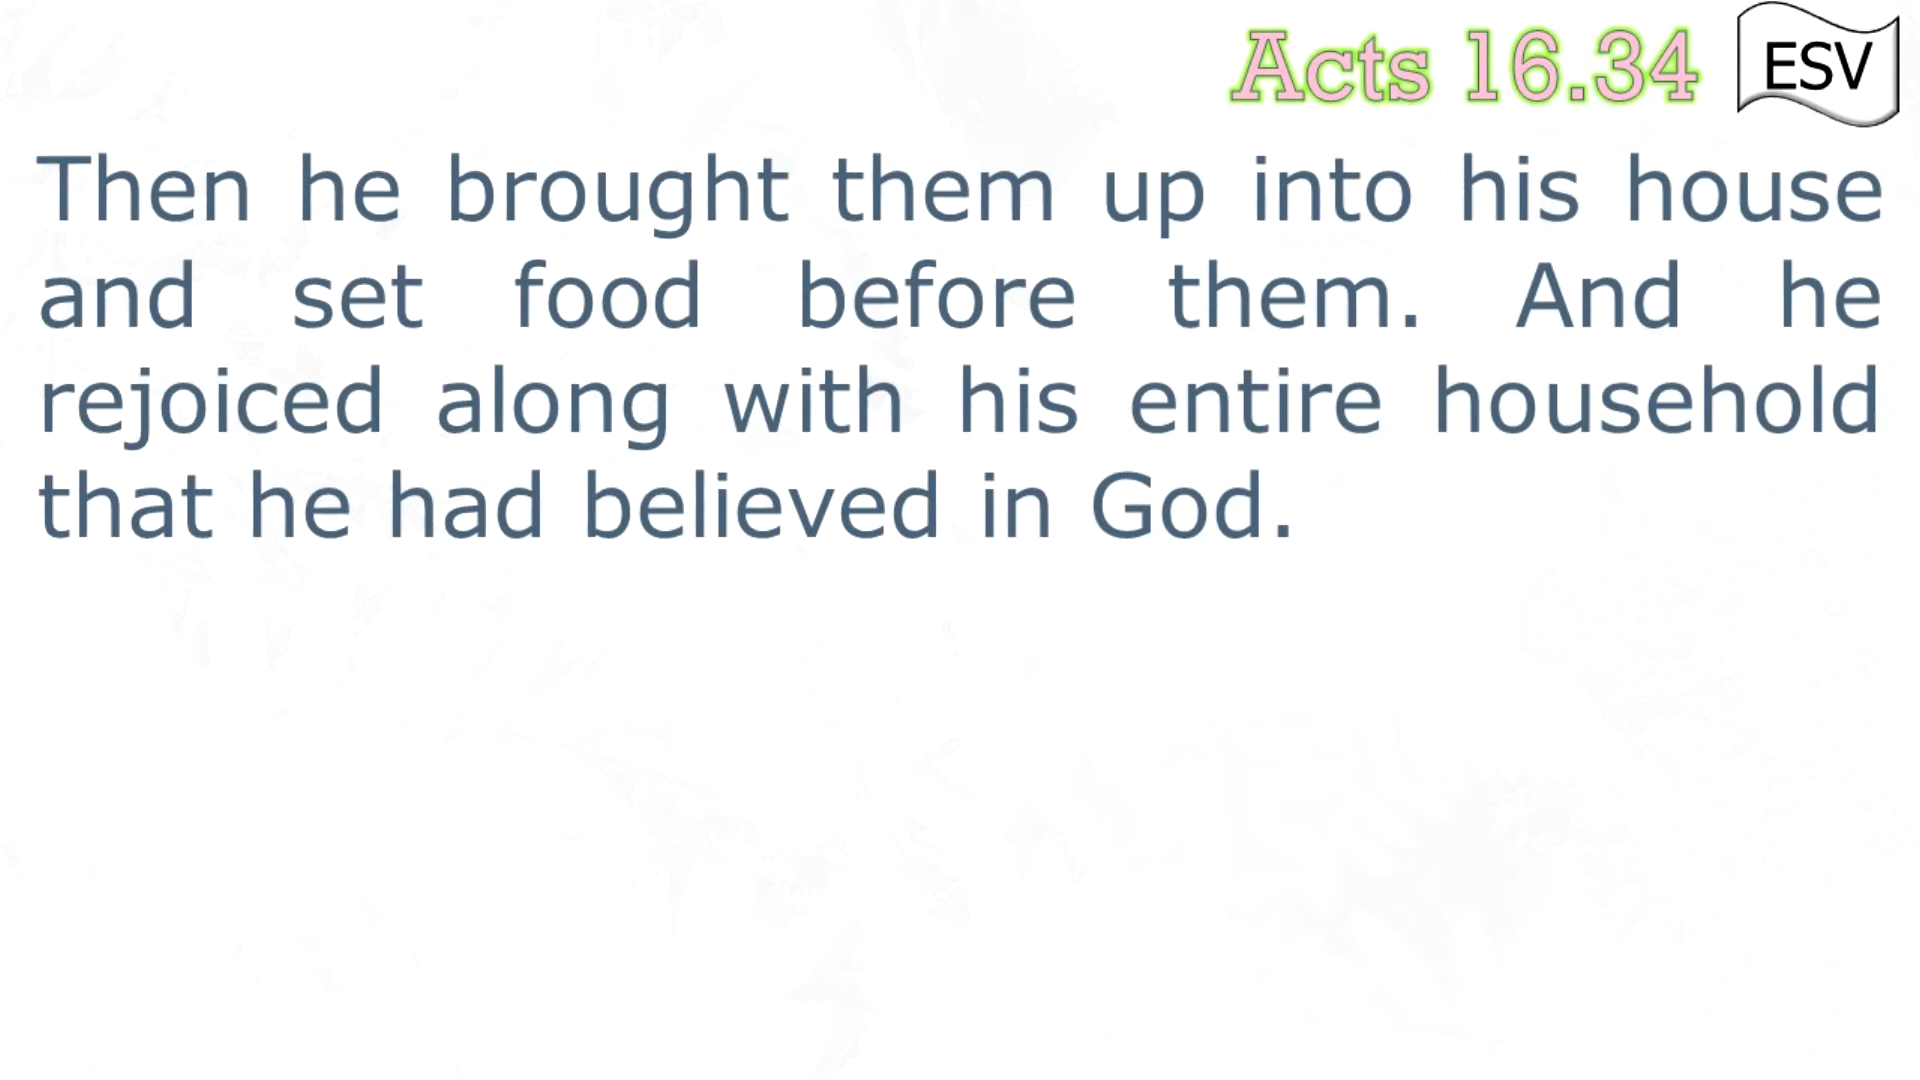 Acts 16.34 ESV
Then he brought them up into his house
and set food before them. And he
rejoiced along with his entire household
that he had believed in God.